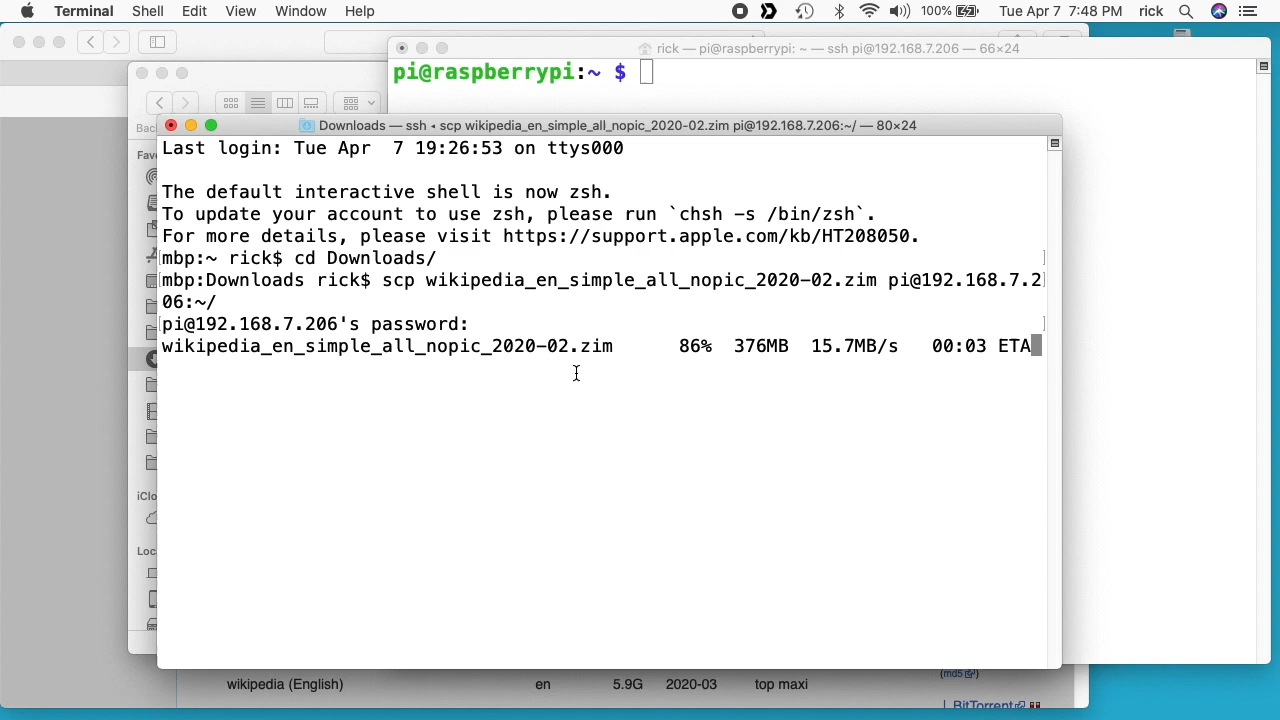 Terminal Shell Edit View Window Help 100% Tue Apr 7 7:48 PM rick
rick — pi@raspberrypi: ~ — ssh pi@192.168.7.206 — 66×24
pi@raspberrypi:~ $
Downloads — ssh ◂ scp wikipedia_en_simple_all_nopic_2020-02.zim pi@192.168.7.206:~/ — 80×24
Last login: Tue Apr  7 19:26:53 on ttys000
The default interactive shell is now zsh.
To update your account to use zsh, please run `chsh -s /bin/zsh`.
For more details, please visit https://support.apple.com/kb/HT208050.
[mbp:~ rick$ cd Downloads/ ]
[mbp:Downloads rick$ scp wikipedia_en_simple_all_nopic_2020-02.zim pi@192.168.7.2]
06:~/
[pi@192.168.7.206's password: ]
wikipedia_en_simple_all_nopic_2020-02.zim 86% 376MB 15.7MB/s 00:03 ETA
Bac
Fav
iClo
Loc
(md5)
wikipedia (English) en 5.9G 2020-03 top maxi
BitTorrent